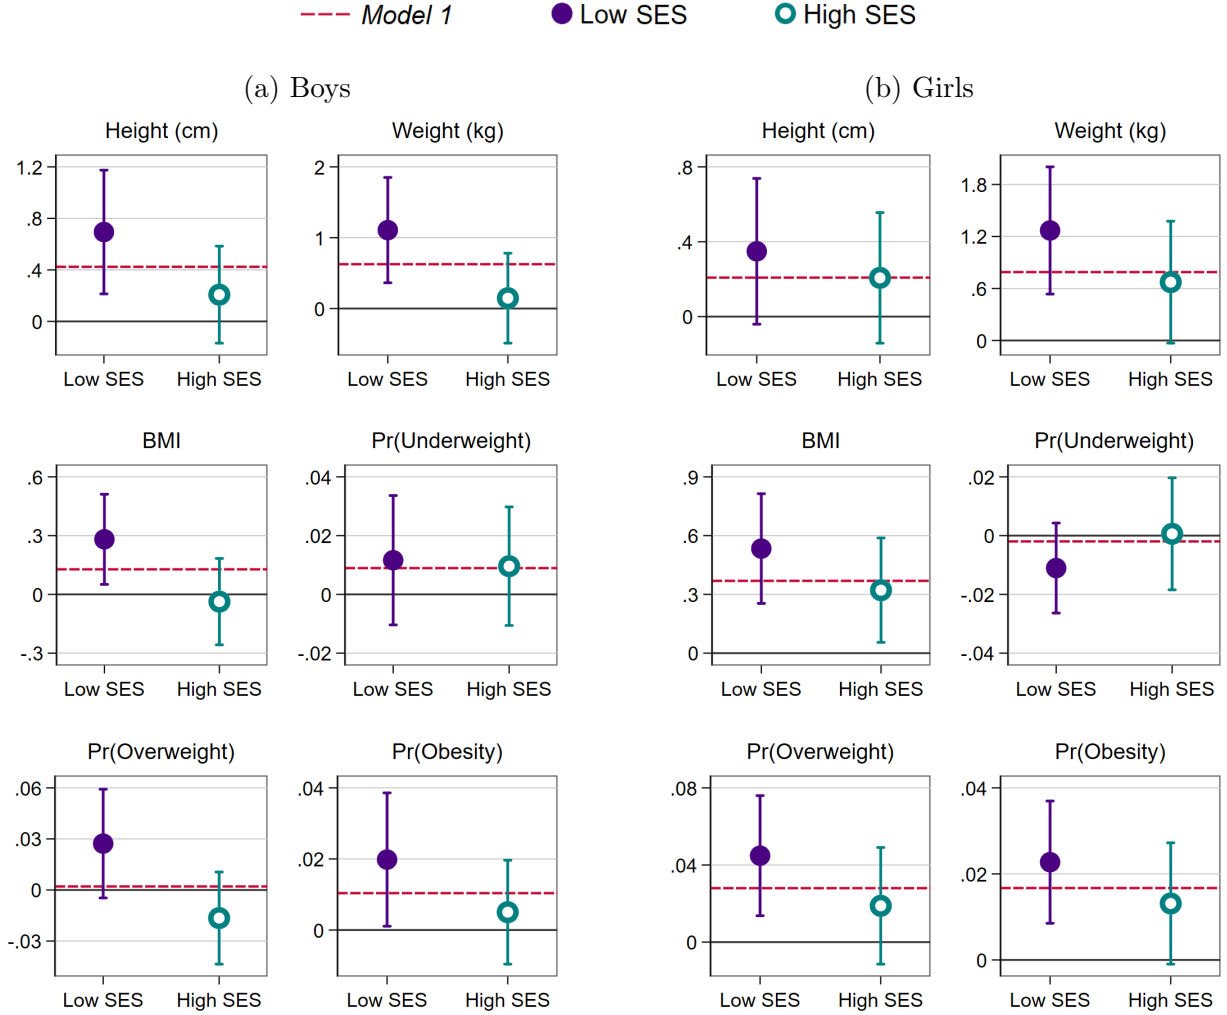 Model 1 Low SES High SES
(a) Boys (b) Girls
Height (cm) Weight (kg) Height (cm) Weight (kg)
1.2 .8 .4 0
2 1 0
.8 .4 0
1.8 1.2 .6 0
Low SES High SES Low SES High SES Low SES High SES Low SES High SES
BMI Pr(Underweight) BMI Pr(Underweight)
.6 .3 0 -.3
.04 .02 0 -.02
.9 .6 .3 0
.02 0 -.02 -.04
Low SES High SES Low SES High SES Low SES High SES Low SES High SES
Pr(Overweight) Pr(Obesity) Pr(Overweight) Pr(Obesity)
.06 .03 0 -.03
.04 .02 0
.08 .04 0
.04 .02 0
Low SES High SES Low SES High SES Low SES High SES Low SES High SES